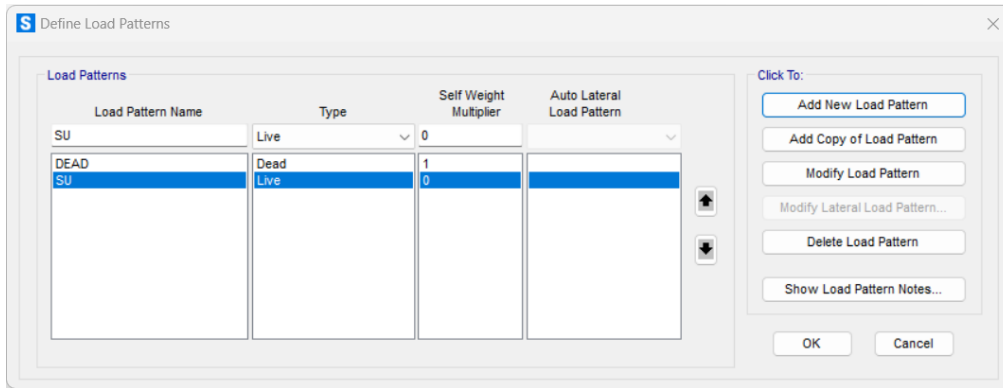 S Define Load Patterns
Load Patterns
Load Pattern Name Type Self Weight Multiplier Auto Lateral Load Pattern
SU Live 0
DEAD Dead 1
SU Live 0
Click To:
Add New Load Pattern
Add Copy of Load Pattern
Modify Load Pattern
Modify Lateral Load Pattern...
Delete Load Pattern
Show Load Pattern Notes...
OK Cancel